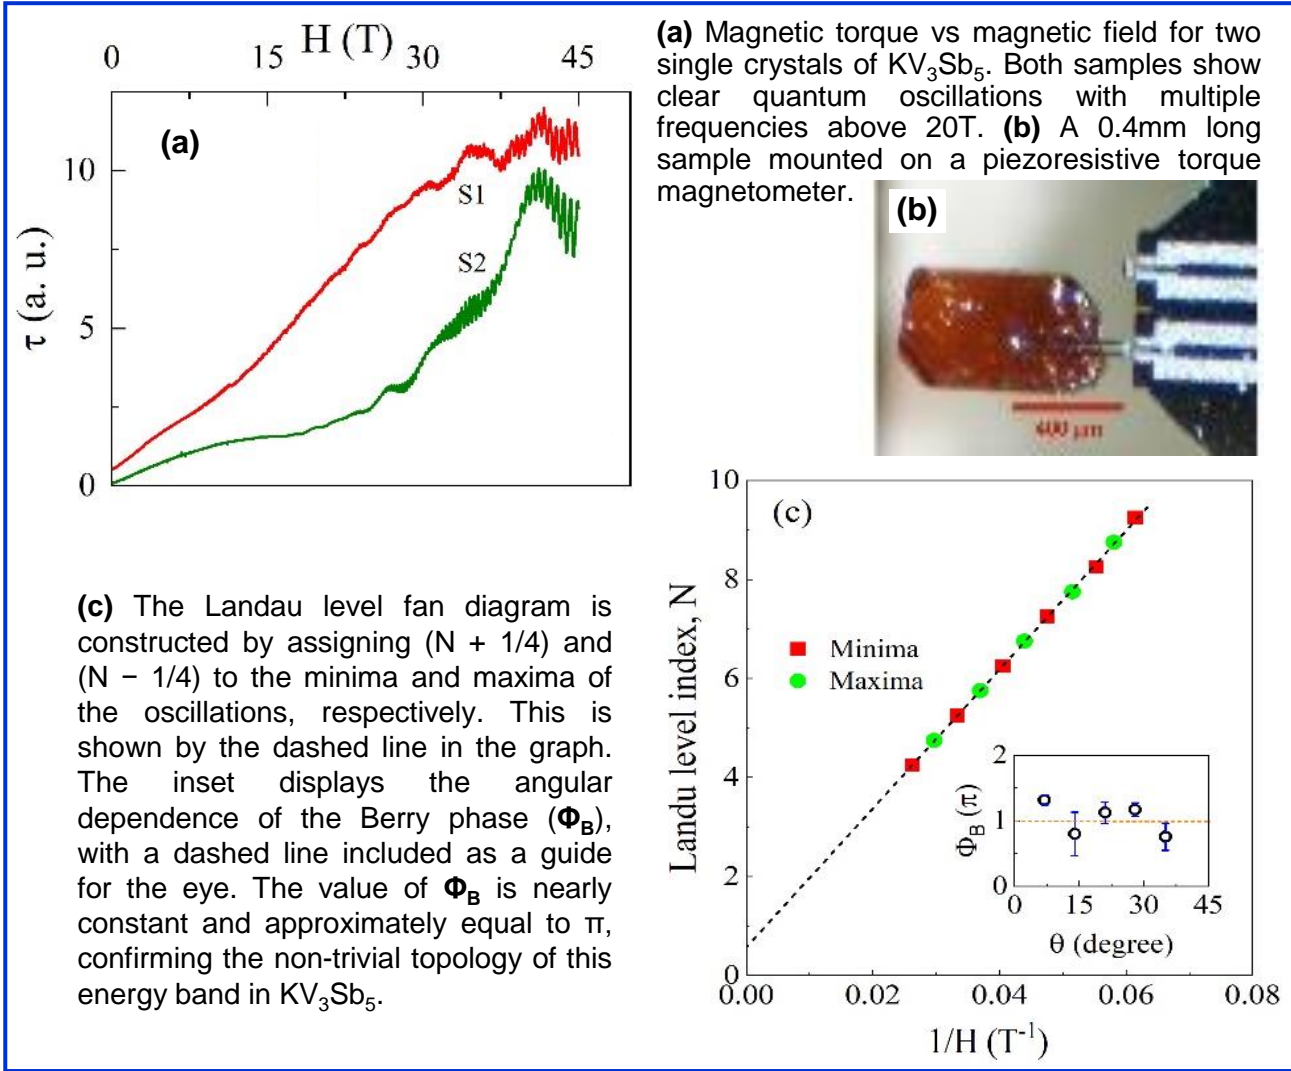 H (T)
0 15 30 45
(a)
10
5
0
τ (a. u.)
S1
S2
(a) Magnetic torque vs magnetic field for two
single crystals of KV₃Sb₅. Both samples show
clear quantum oscillations with multiple
frequencies above 20T. (b) A 0.4mm long
sample mounted on a piezoresistive torque
magnetometer.
(b)
400 μm
(c) The Landau level fan diagram is
constructed by assigning (N + 1/4) and
(N − 1/4) to the minima and maxima of
the oscillations, respectively. This is
shown by the dashed line in the graph.
The inset displays the angular
dependence of the Berry phase (Φ_B),
with a dashed line included as a guide
for the eye. The value of Φ_B is nearly
constant and approximately equal to π,
confirming the non-trivial topology of this
energy band in KV₃Sb₅.
(c)
10
8
6
4
2
0
Landu level index, N
Minima
Maxima
2
1
0
Φ_B (π)
0 15 30 45
θ (degree)
0.00 0.02 0.04 0.06 0.08
1/H (T⁻¹)